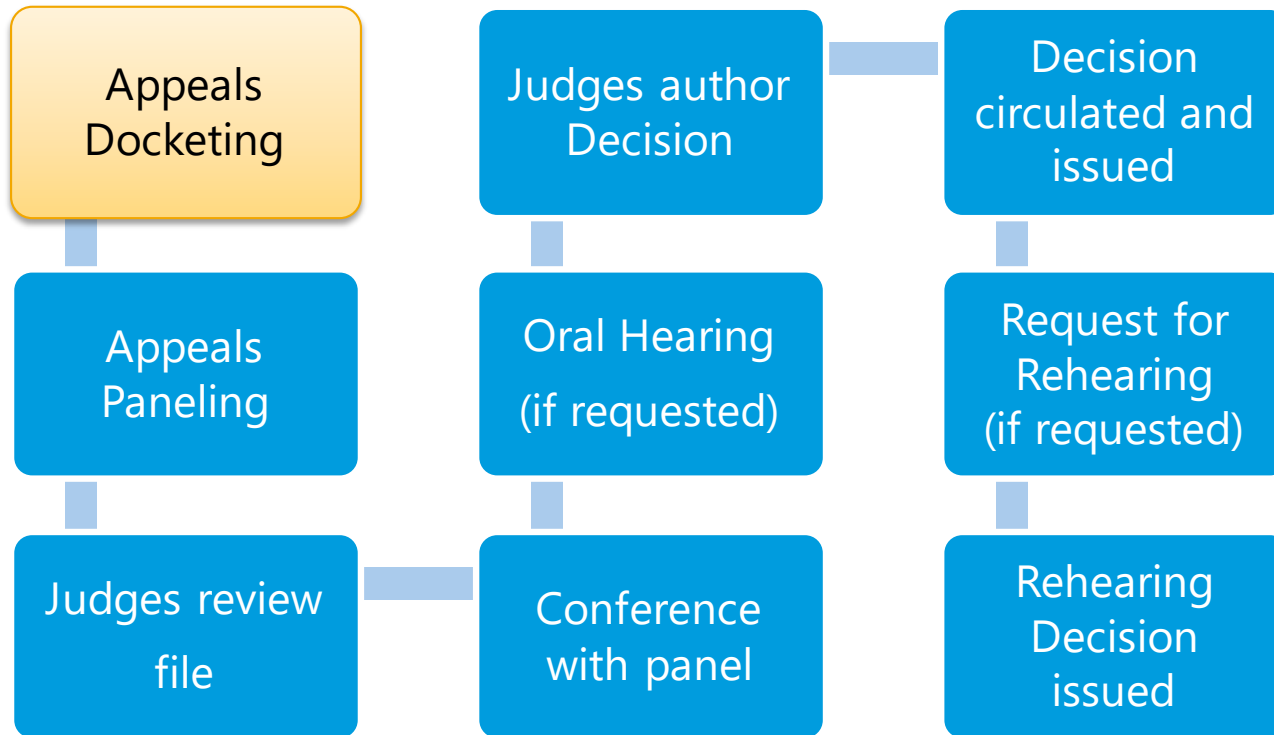 Appeals
Docketing
Appeals
Paneling
Judges review
file
Conference
with panel
Oral Hearing
(if requested)
Judges author
Decision
Decision
circulated and
issued
Request for
Rehearing
(if requested)
Rehearing
Decision
issued